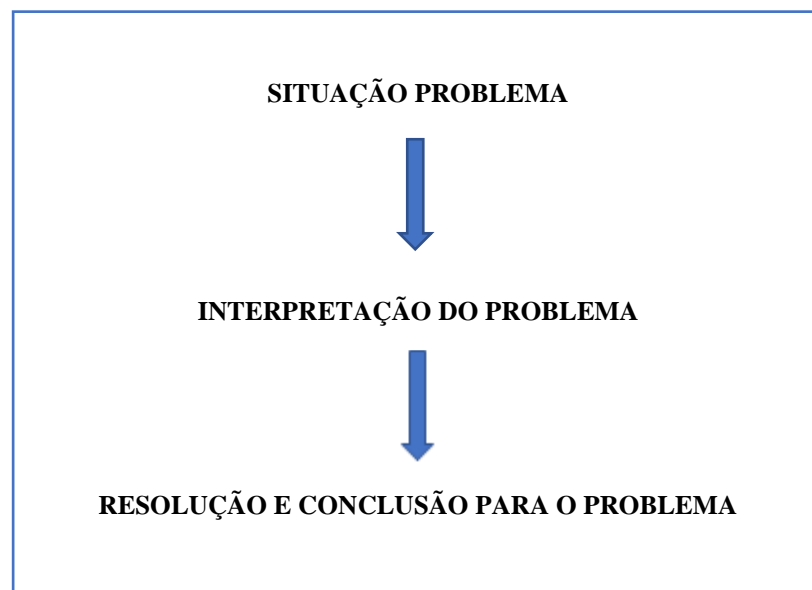 SITUAÇÃO PROBLEMA
INTERPRETAÇÃO DO PROBLEMA
RESOLUÇÃO E CONCLUSÃO PARA O PROBLEMA